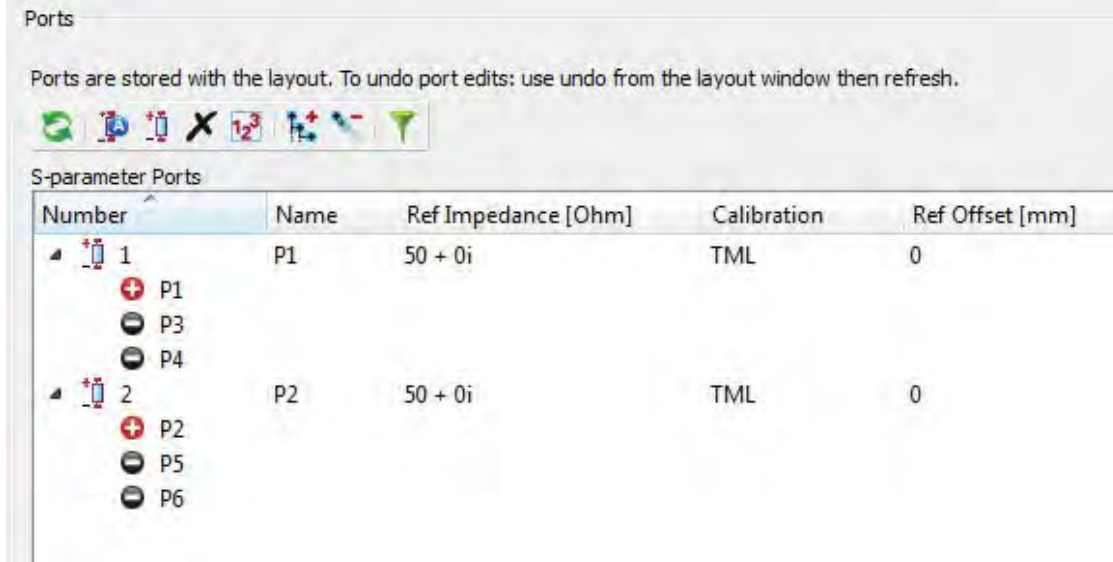 Ports
Ports are stored with the layout. To undo port edits: use undo from the layout window then refresh.
A 123
S-parameter Ports
Number Name Ref Impedance [Ohm] Calibration Ref Offset [mm]
1 P1 50 + 0i TML 0
P1
P3
P4
2 P2 50 + 0i TML 0
P2
P5
P6